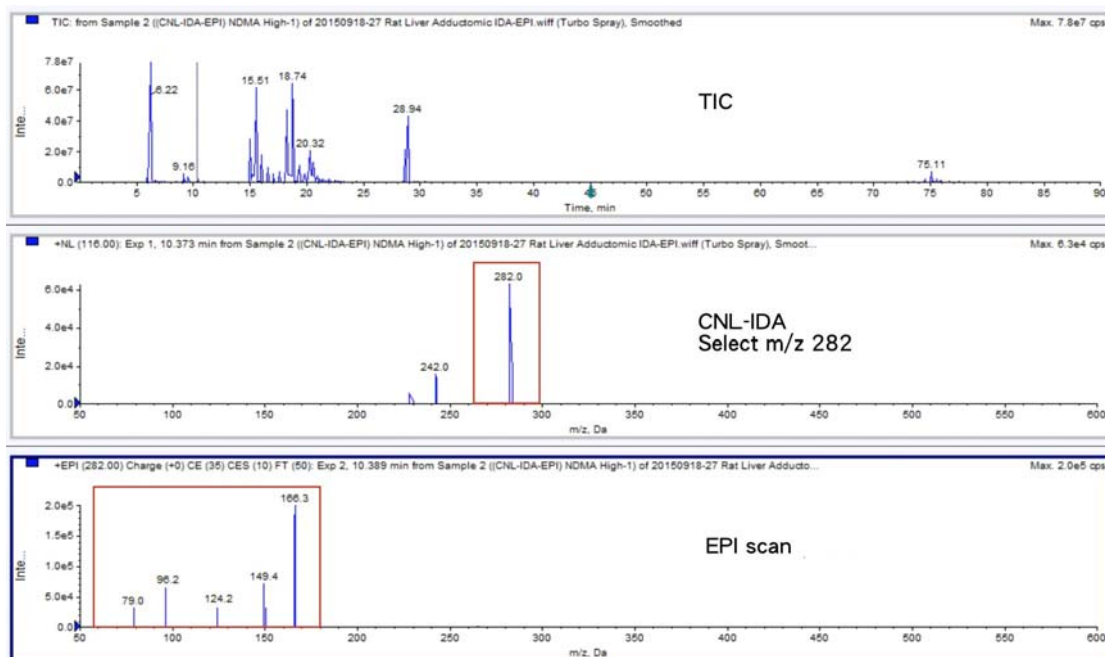 TIC: from Sample 2 ((CNL-IDA-EPI) NDMA High-1) of 20150918-27 Rat Liver Adductomic IDA-EPI.wiff (Turbo Spray), Smoothed
Max. 7.8e7 cps.
7.8e7
6.0e7
4.0e7
2.0e7
0.0
Inte...
6.22
9.16
15.51
18.74
20.32
28.94
75.11
TIC
5 10 15 20 25 30 35 40 45 50 55 60 65 70 75 80 85 90
Time, min
+NL (116.00): Exp 1, 10.373 min from Sample 2 ((CNL-IDA-EPI) NDMA High-1) of 20150918-27 Rat Liver Adductomic IDA-EPI.wiff (Turbo Spray), Smoot...
Max. 6.3e4 cps.
6.0e4
4.0e4
2.0e4
0.0
Inte...
242.0
282.0
CNL-IDA
Select m/z 282
50 100 150 200 250 300 350 400 450 500 550 600
m/z, Da
+EPI (282.00) Charge (+0) CE (35) CES (10) FT (50): Exp 2, 10.389 min from Sample 2 ((CNL-IDA-EPI) NDMA High-1) of 20150918-27 Rat Liver Adducto...
Max. 2.0e5 cps.
2.0e5
1.5e5
1.0e5
5.0e4
0.0
Inte...
79.0
96.2
124.2
149.4
166.3
EPI scan
50 100 150 200 250 300 350 400 450 500 550 600
m/z, Da